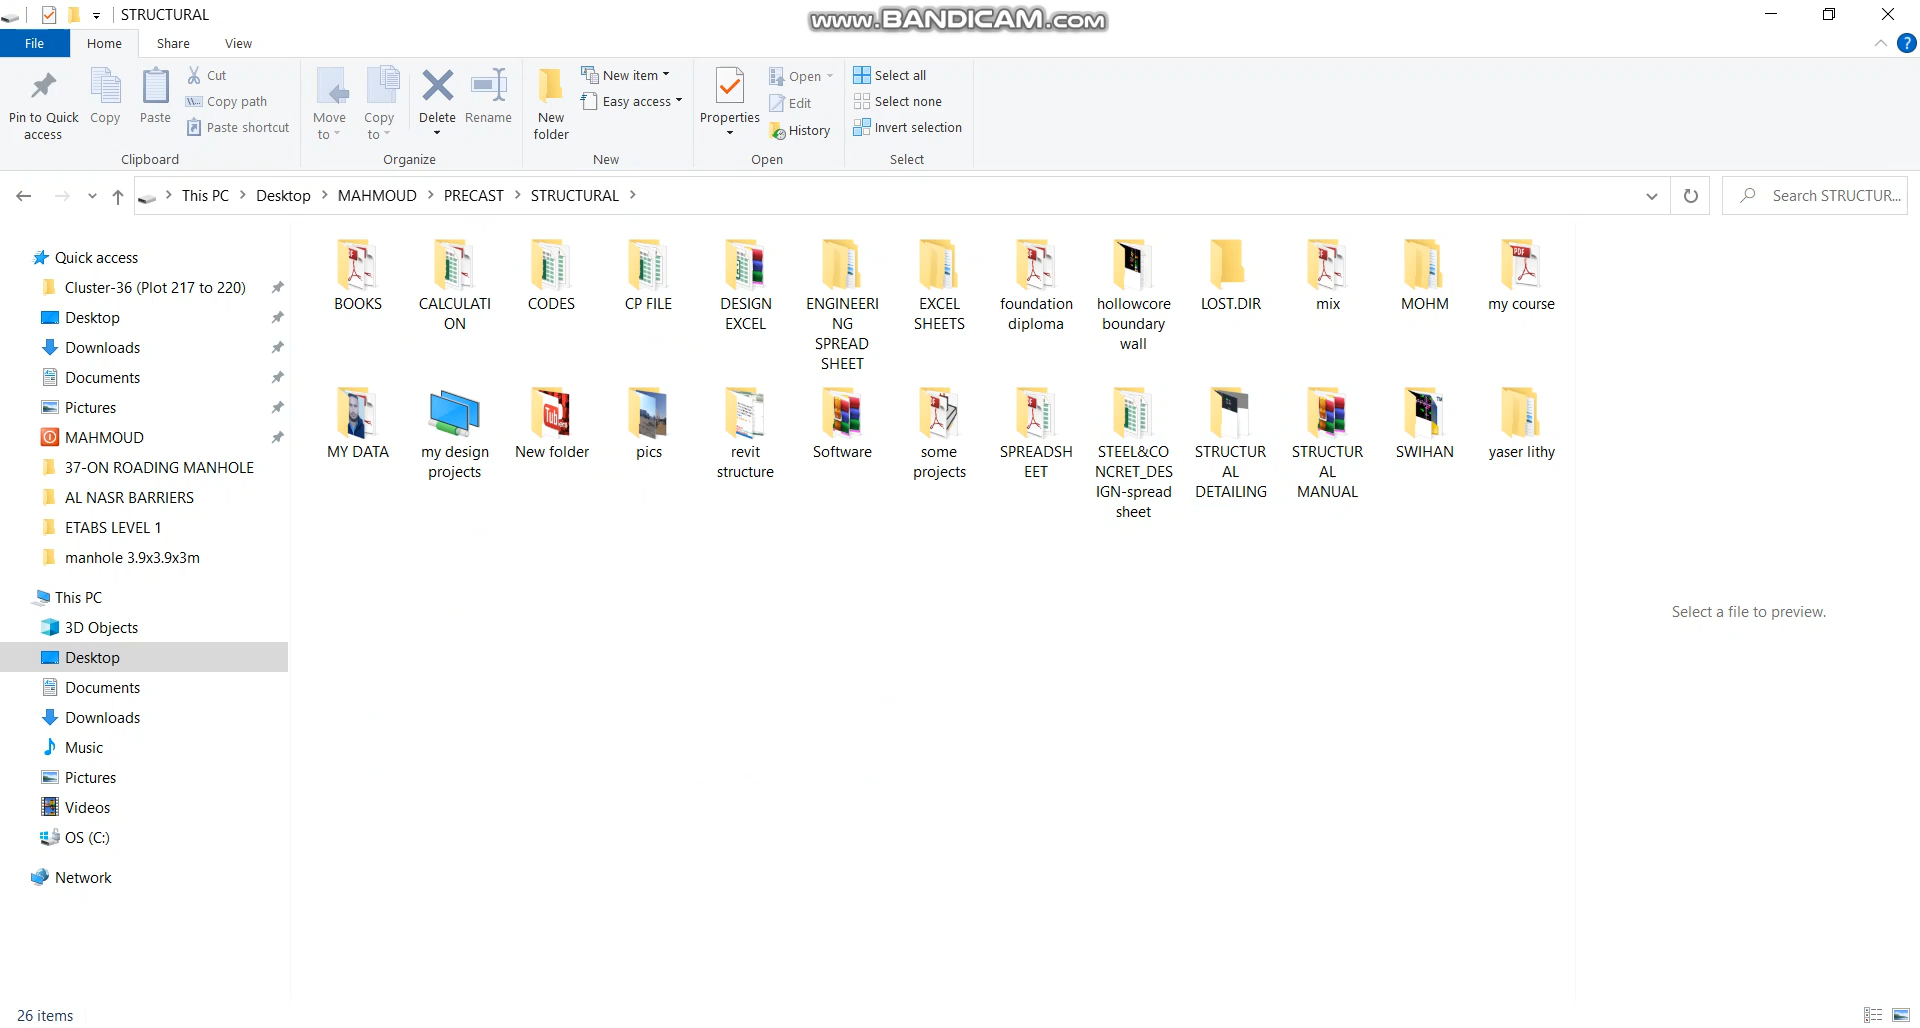 STRUCTURAL
www.BANDICAM.com
File
Home
Share
View
Pin to Quick
access
Copy
Paste
Cut
Copy path
Paste shortcut
Clipboard
Move
to
Copy
to
Delete
Rename
Organize
New
folder
New item
Easy access
New
Properties
Open
Edit
History
Open
Select all
Select none
Invert selection
Select
This PC
Desktop
MAHMOUD
PRECAST
STRUCTURAL
Search STRUCTUR...
Quick access
Cluster-36 (Plot 217 to 220)
Desktop
Downloads
Documents
Pictures
MAHMOUD
37-ON ROADING MANHOLE
AL NASR BARRIERS
ETABS LEVEL 1
manhole 3.9x3.9x3m
This PC
3D Objects
Desktop
Documents
Downloads
Music
Pictures
Videos
OS (C:)
Network
BOOKS
CALCULATI
ON
CODES
CP FILE
DESIGN
EXCEL
ENGINEERI
NG
SPREAD
SHEET
EXCEL
SHEETS
foundation
diploma
hollowcore
boundary
wall
LOST.DIR
mix
MOHM
my course
MY DATA
my design
projects
New folder
pics
revit
structure
Software
some
projects
SPREADSH
EET
STEEL&CO
NCRET_DES
IGN-spread
sheet
STRUCTUR
AL
DETAILING
STRUCTUR
AL
MANUAL
SWIHAN
yaser lithy
Select a file to preview.
26 items